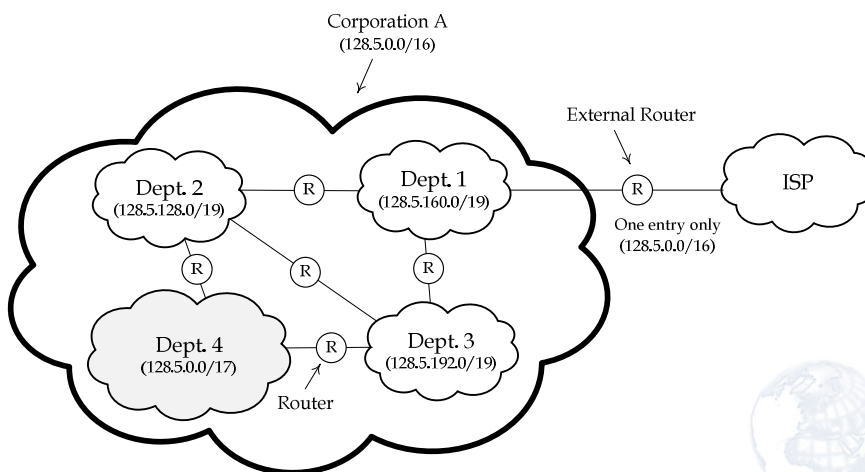 Corporation A
(128.5.0.0/16)
External Router
R
ISP
One entry only
(128.5.0.0/16)
Dept. 2
(128.5.128.0/19)
R
Dept. 1
(128.5.160.0/19)
R
R
R
Dept. 4
(128.5.0.0/17)
R
Dept. 3
(128.5.192.0/19)
Router